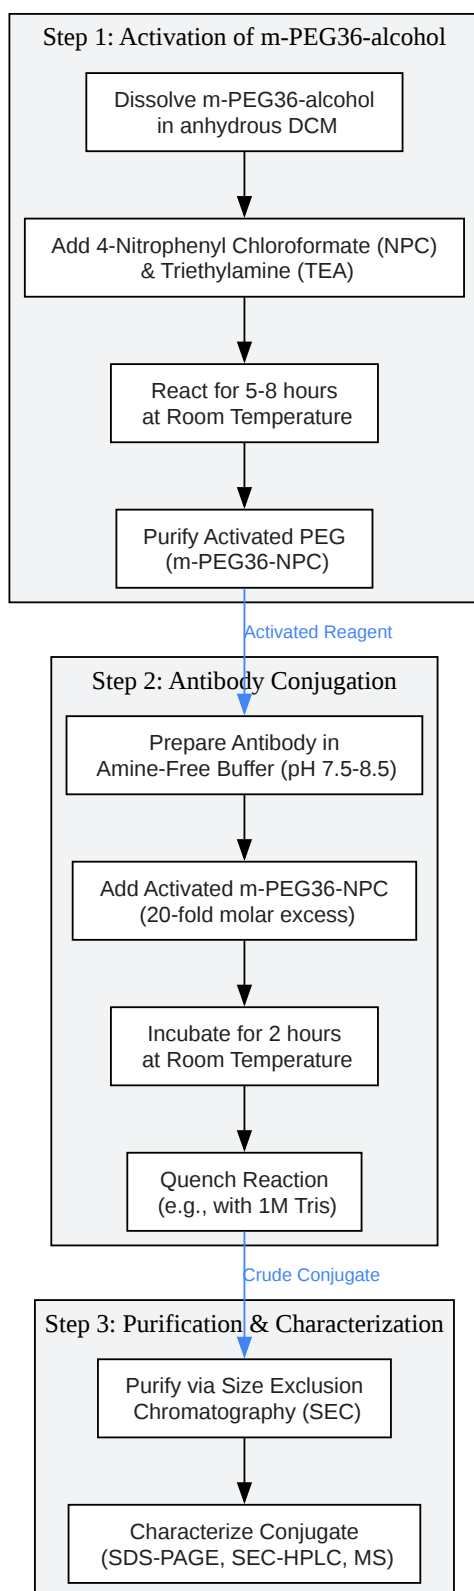 Step 1: Activation of m-PEG36-alcohol
Dissolve m-PEG36-alcohol
in anhydrous DCM
Add 4-Nitrophenyl Chloroformate (NPC)
& Triethylamine (TEA)
React for 5-8 hours
at Room Temperature
Purify Activated PEG
(m-PEG36-NPC)
Activated Reagent
Step 2: Antibody Conjugation
Prepare Antibody in
Amine-Free Buffer (pH 7.5-8.5)
Add Activated m-PEG36-NPC
(20-fold molar excess)
Incubate for 2 hours
at Room Temperature
Quench Reaction
(e.g., with 1M Tris)
Crude Conjugate
Step 3: Purification & Characterization
Purify via Size Exclusion
Chromatography (SEC)
Characterize Conjugate
(SDS-PAGE, SEC-HPLC, MS)